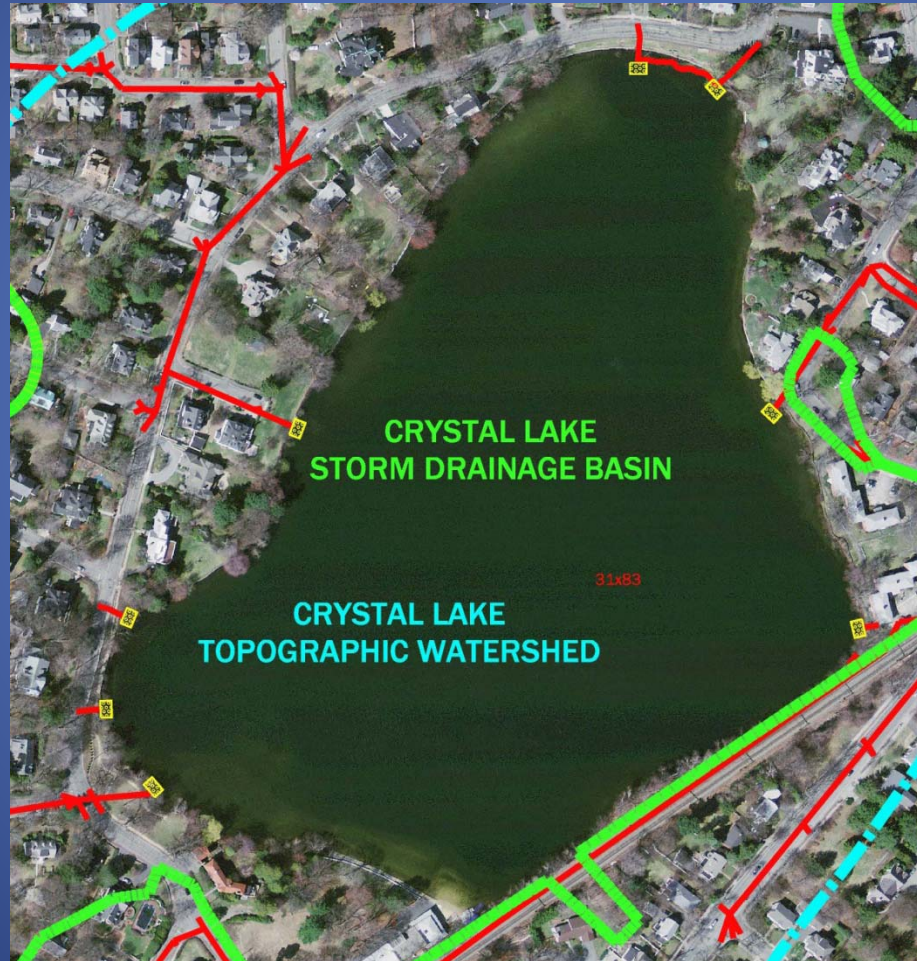 CRYSTAL LAKE
STORM DRAINAGE BASIN
31x83
CRYSTAL LAKE
TOPOGRAPHIC WATERSHED